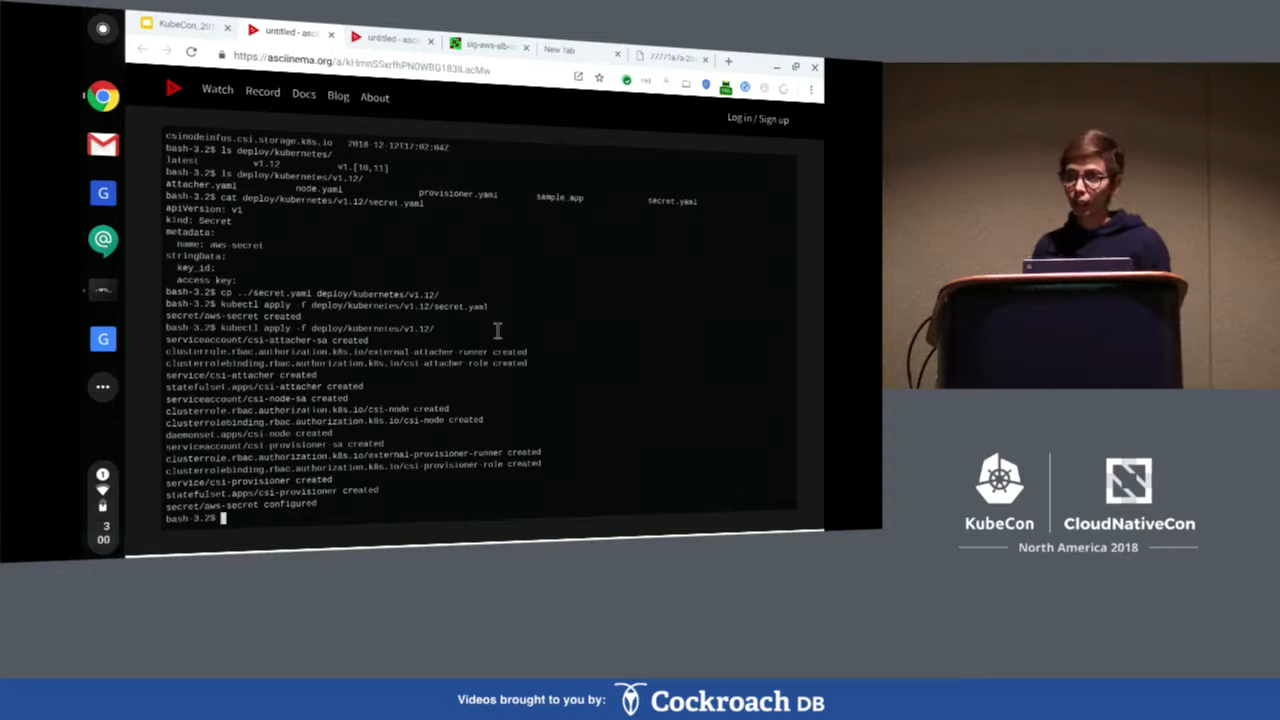 KubeCon, 201
untitled - asci
untitled - asci
sig-aws-alb-in
New Tab
https://asciinema.org/a/
Watch Record Docs Blog About
Log in / Sign up
csinodeinfos.csi.storage.k8s.io 2018-12-12T17:02:04Z
bash-3.2$ ls deploy/kubernetes/
latest v1.12 v1.[10,11]
bash-3.2$ ls deploy/kubernetes/v1.12/
attacher.yaml node.yaml provisioner.yaml sample_app secret.yaml
bash-3.2$ cat deploy/kubernetes/v1.12/secret.yaml
apiVersion: v1
kind: Secret
metadata:
name: aws-secret
stringData:
key_id:
access_key:
bash-3.2$ cp ../secret.yaml deploy/kubernetes/v1.12/
bash-3.2$ kubectl apply -f deploy/kubernetes/v1.12/secret.yaml
secret/aws-secret created
bash-3.2$ kubectl apply -f deploy/kubernetes/v1.12/
serviceaccount/csi-attacher-sa created
clusterrole.rbac.authorization.k8s.io/external-attacher-runner created
clusterrolebinding.rbac.authorization.k8s.io/csi-attacher-role created
service/csi-attacher created
statefulset.apps/csi-attacher created
serviceaccount/csi-node-sa created
clusterrole.rbac.authorization.k8s.io/csi-node created
clusterrolebinding.rbac.authorization.k8s.io/csi-node created
daemonset.apps/csi-node created
serviceaccount/csi-provisioner-sa created
clusterrole.rbac.authorization.k8s.io/external-provisioner-runner created
clusterrolebinding.rbac.authorization.k8s.io/csi-provisioner-role created
service/csi-provisioner created
statefulset.apps/csi-provisioner created
secret/aws-secret configured
bash-3.2$
1
3
00
KubeCon CloudNativeCon
North America 2018
Videos brought to you by: Cockroach DB